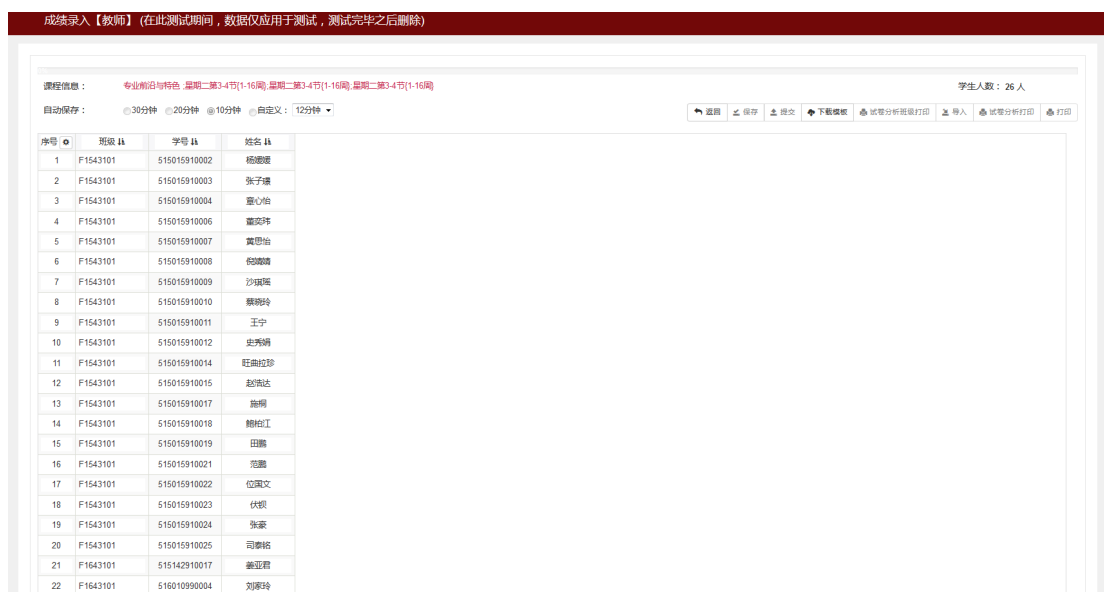 成绩录入【教师】 (在此测试期间，数据仅应用于测试，测试完毕之后删除)
课程信息： 专业前沿与特色 ;星期二第3-4节{1-16周};星期二第3-4节{1-16周};星期二第3-4节{1-16周} 学生人数： 26 人
自动保存： 30分钟 20分钟 10分钟 自定义： 12分钟 返回 保存 提交 下载模板 试卷分析班级打印 导入 试卷分析打印 打印
序号 班级 学号 姓名
1 F1543101 515015910002 杨媛媛
2 F1543101 515015910003 张子璟
3 F1543101 515015910004 童心怡
4 F1543101 515015910006 董奕玮
5 F1543101 515015910007 黄思怡
6 F1543101 515015910008 倪婧婧
7 F1543101 515015910009 沙琪瑶
8 F1543101 515015910010 蔡晓玲
9 F1543101 515015910011 王宁
10 F1543101 515015910012 史秀娟
11 F1543101 515015910014 旺曲拉珍
12 F1543101 515015910015 赵浩达
13 F1543101 515015910017 施桐
14 F1543101 515015910018 鲍柏江
15 F1543101 515015910019 田鹏
16 F1543101 515015910021 范鹏
17 F1543101 515015910022 位国文
18 F1543101 515015910023 伏钡
19 F1543101 515015910024 张豪
20 F1543101 515015910025 司泰铭
21 F1643101 515142910017 姜亚君
22 F1643101 516010990004 刘家玲